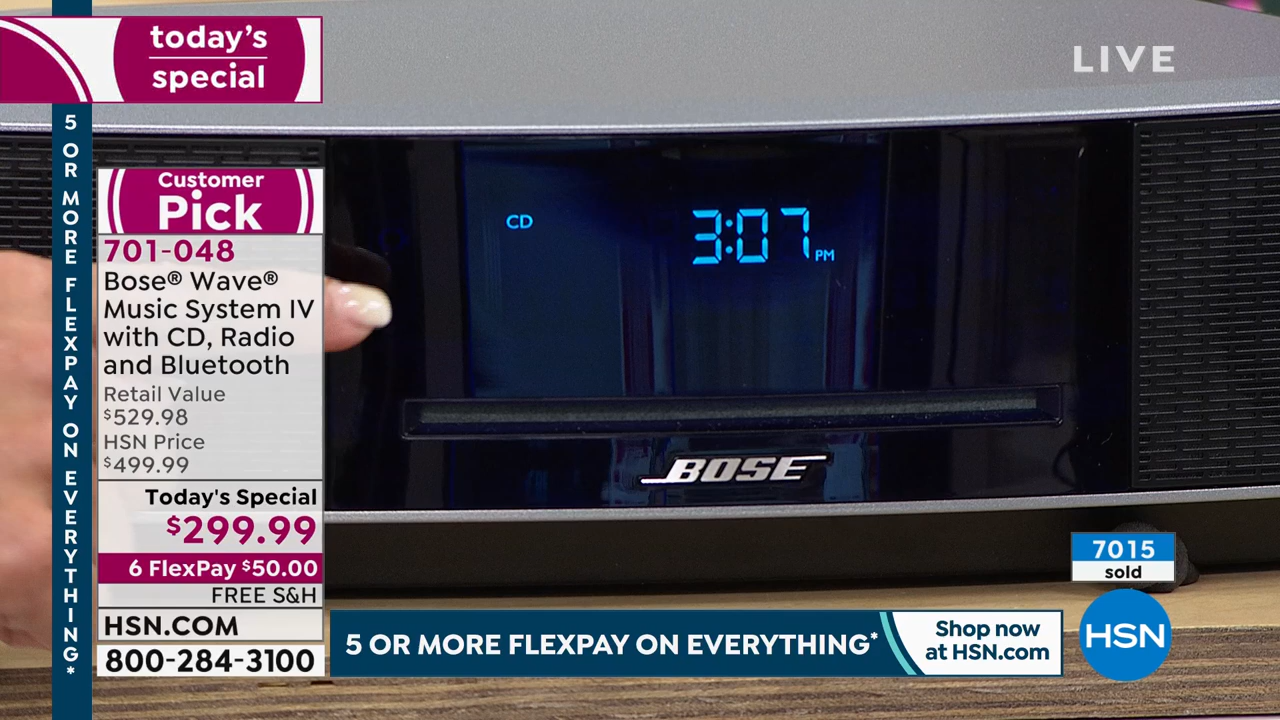 today's
special
LIVE
5 OR MORE FLEXPAY ON EVERYTHING*
Customer
Pick
701-048
Bose® Wave®
Music System IV
with CD, Radio
and Bluetooth
Retail Value
$529.98
HSN Price
$499.99
Today's Special
$299.99
6 FlexPay $50.00
FREE S&H
HSN.COM
800-284-3100
CD
3:07 PM
BOSE
7015
sold
5 OR MORE FLEXPAY ON EVERYTHING*
Shop now
at HSN.com
HSN